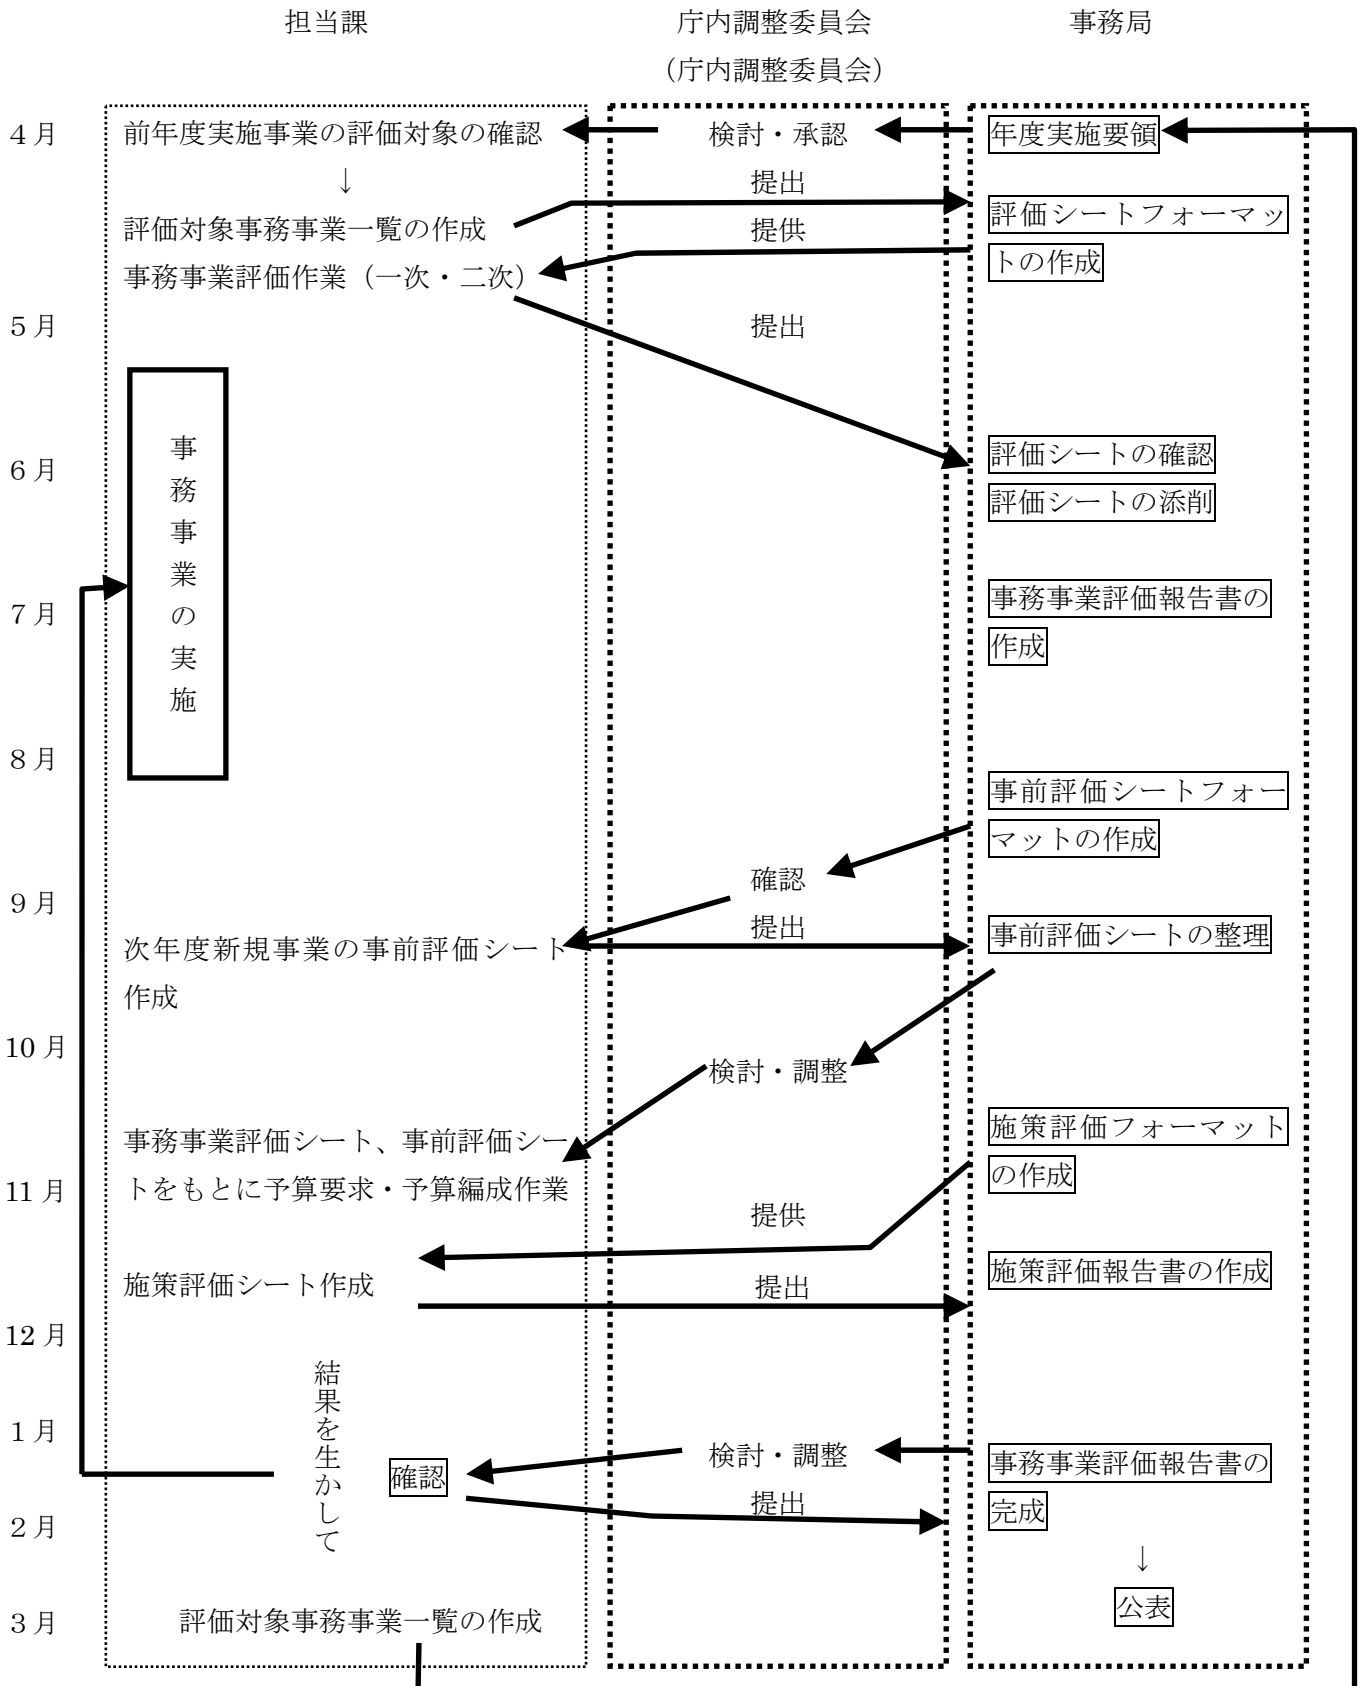 担当課
庁内調整委員会
事務局
（庁内調整委員会）
４月
前年度実施事業の評価対象の確認
検討・承認
年度実施要領
↓
提出
評価対象事務事業一覧の作成
提供
評価シートフォーマッ
トの作成
事務事業評価作業（一次・二次）
５月
提出
事務事業の実施
６月
評価シートの確認
評価シートの添削
７月
事務事業評価報告書の
作成
８月
事前評価シートフォー
マットの作成
確認
９月
提出
事前評価シートの整理
次年度新規事業の事前評価シート
作成
10 月
検討・調整
事務事業評価シート、事前評価シー
トをもとに予算要求・予算編成作業
施策評価フォーマット
の作成
11 月
提供
施策評価シート作成
提出
施策評価報告書の作成
12 月
結果を生かして
１月
確認
検討・調整
事務事業評価報告書の
完成
提出
２月
↓
公表
３月
評価対象事務事業一覧の作成